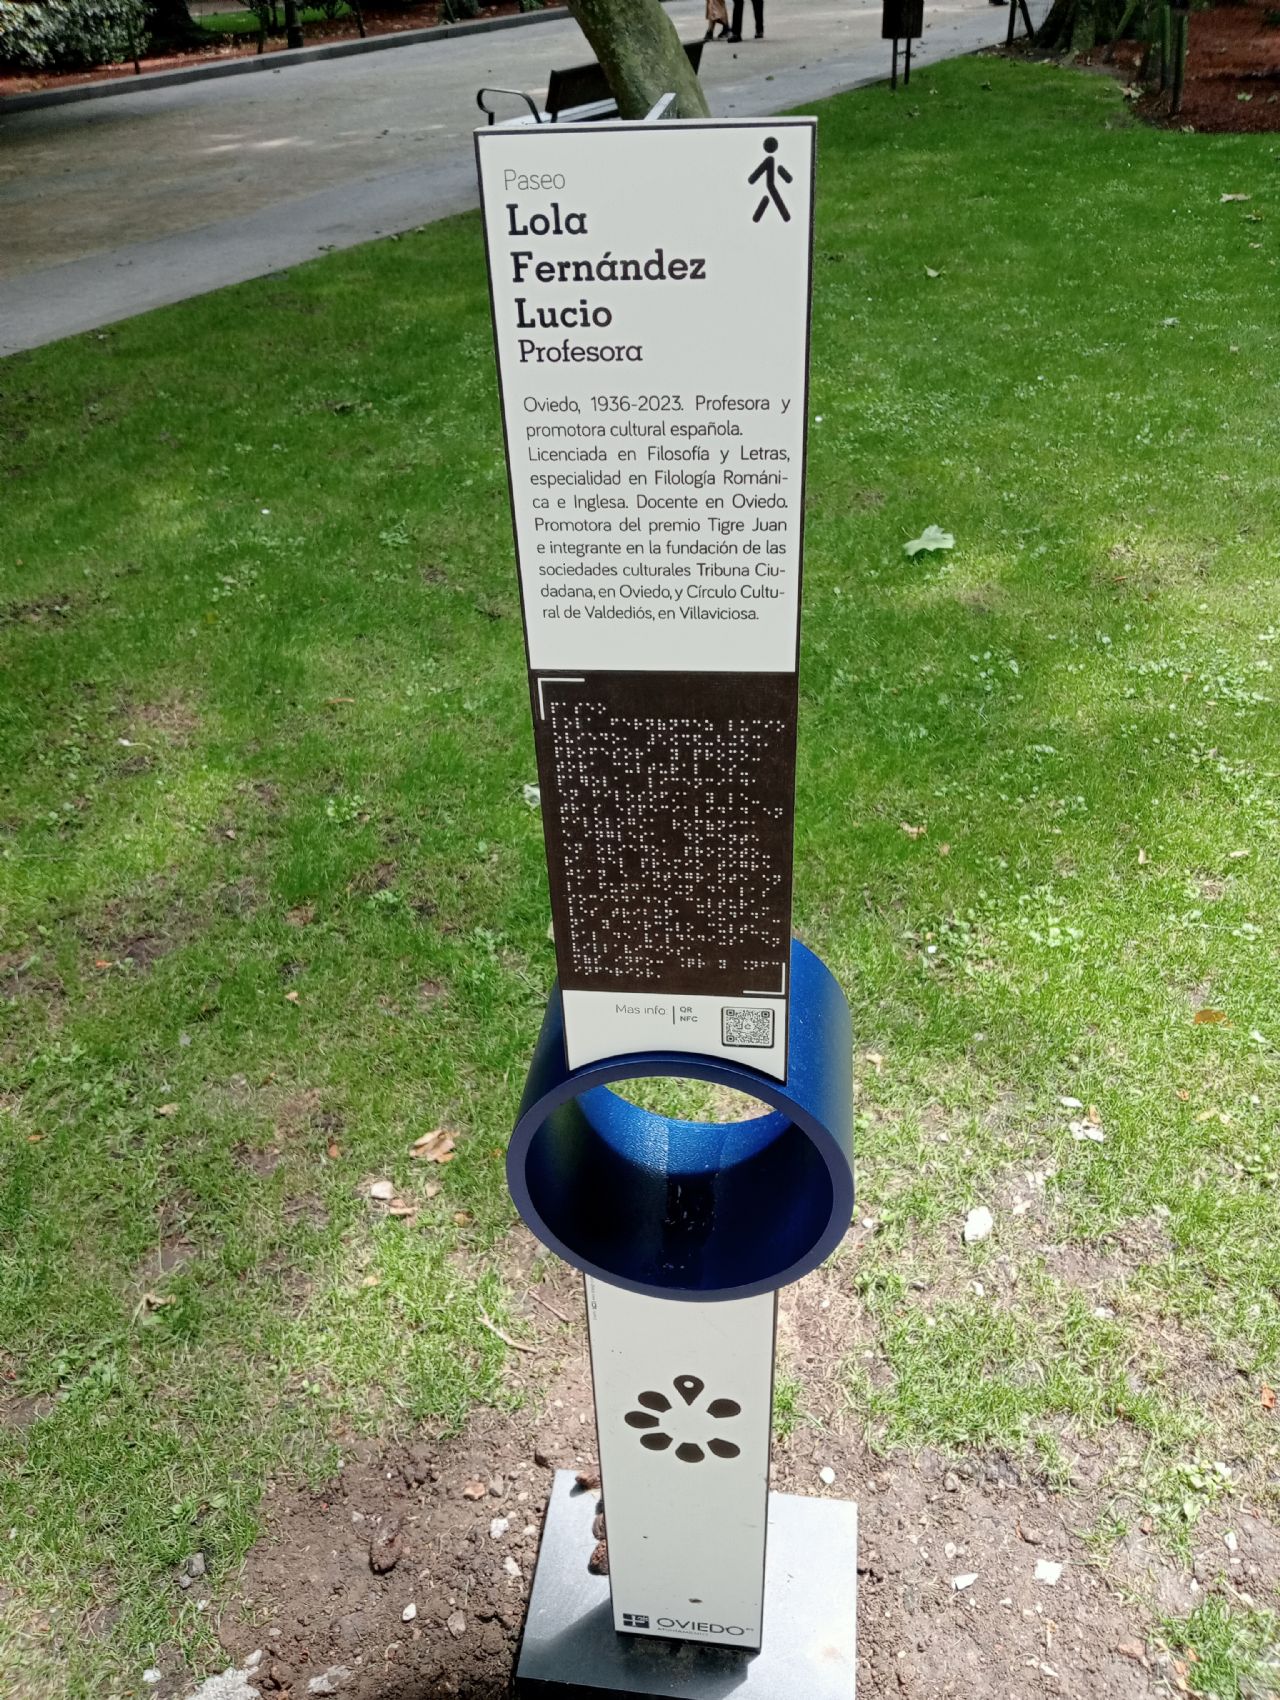 Paseo
Lola
Fernández
Lucio
Profesora
Oviedo, 1936-2023. Profesora y
promotora cultural española.
Licenciada en Filosofía y Letras,
especialidad en Filología Románi-
ca e Inglesa. Docente en Oviedo.
Promotora del premio Tigre Juan
e integrante en la fundación de las
sociedades culturales Tribuna Ciu-
dadana, en Oviedo, y Círculo Cultu-
ral de Valdediós, en Villaviciosa.
Mas info
QR
NFC
OVIEDO